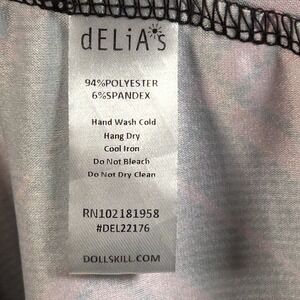 dELiA*s
94%POLYESTER
6%SPANDEX
Hand Wash Cold
Hang Dry
Cool Iron
Do Not Bleach
Do Not Dry Clean
RN102181958
#DEL22176
DOLLSKILL.COM